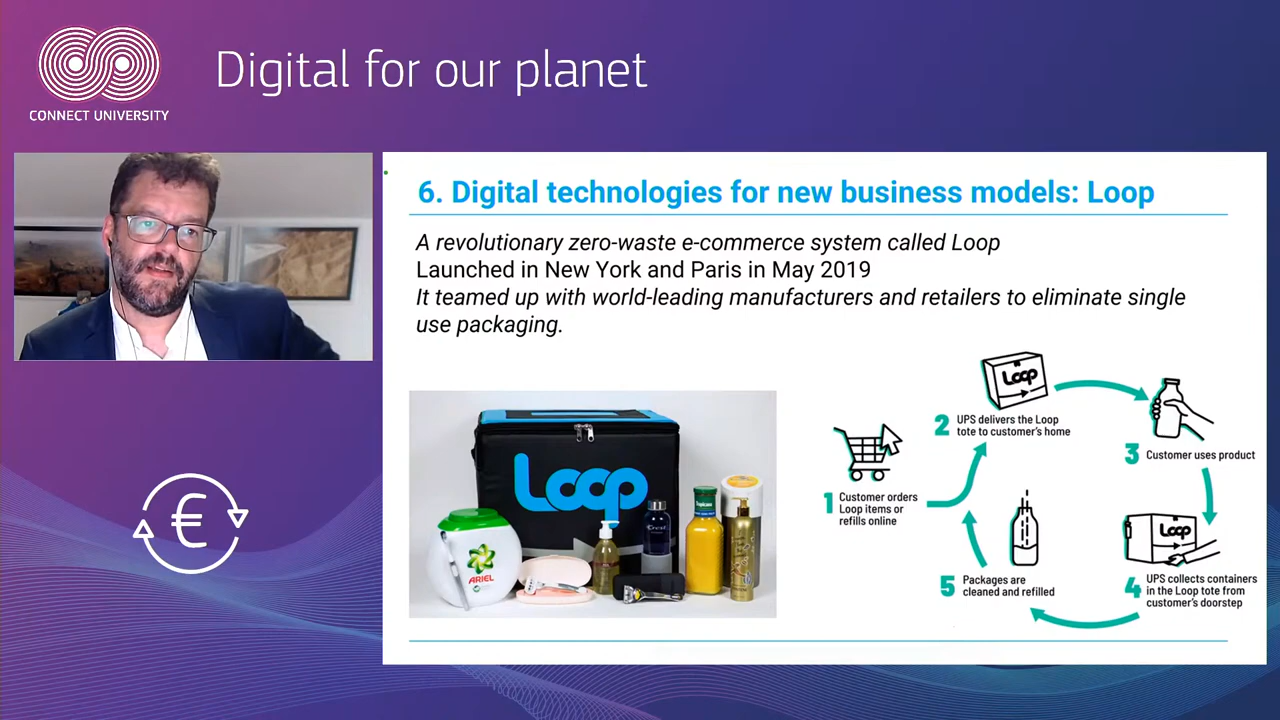 CONNECT UNIVERSITY
Digital for our planet
6. Digital technologies for new business models: Loop
A revolutionary zero-waste e-commerce system called Loop
Launched in New York and Paris in May 2019
It teamed up with world-leading manufacturers and retailers to eliminate single
use packaging.
Loop
ARIEL
Crest
Tropicana
1 Customer orders
Loop items or
refills online
Loop
2 UPS delivers the Loop
tote to customer's home
3 Customer uses product
Loop
4 UPS collects containers
in the Loop tote from
customer's doorstep
5 Packages are
cleaned and refilled
€